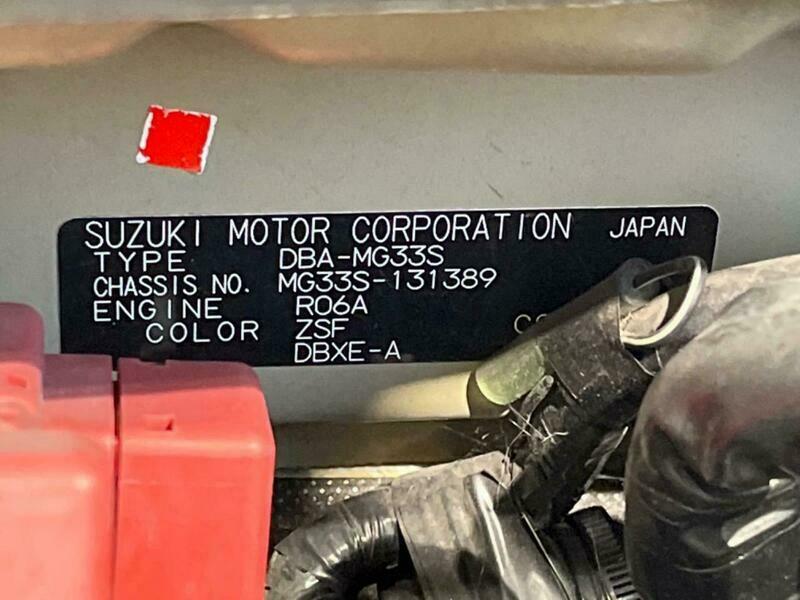 SUZUKI MOTOR CORPORATION JAPAN
TYPE DBA-MG33S
CHASSIS NO. MG33S-131389
ENGINE R06A
COLOR ZSF
DBXE-A